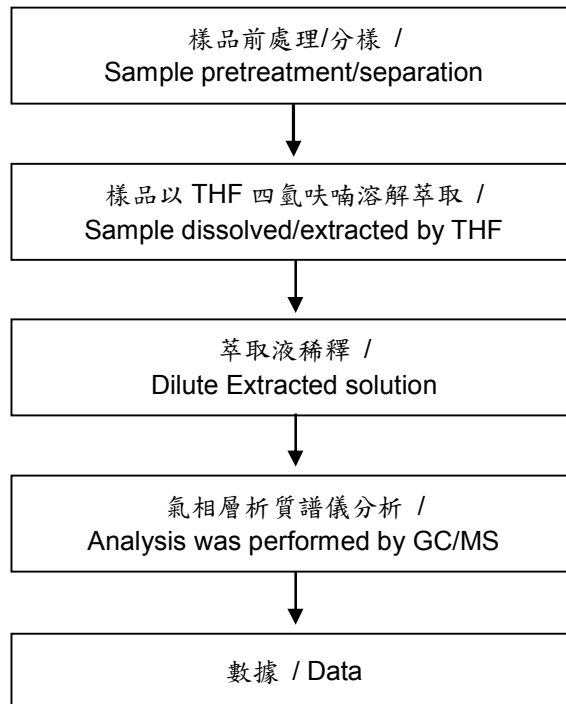 樣品前處理/分樣 /
Sample pretreatment/separation
樣品以 THF 四氫呋喃溶解萃取 /
Sample dissolved/extracted by THF
萃取液稀釋 /
Dilute Extracted solution
氣相層析質譜儀分析 /
Analysis was performed by GC/MS
數據 / Data